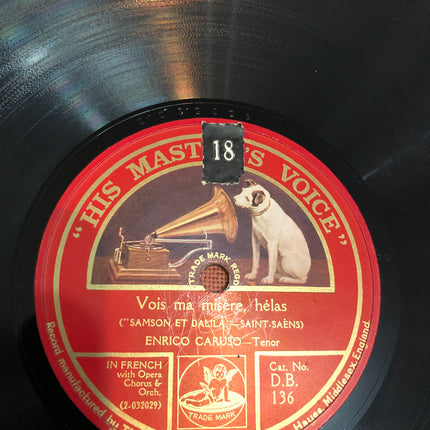 18
"HIS MASTER'S VOICE"
TRADE MARK REGD
Vois ma misère, hélas
("SAMSON ET DALILA"—SAINT-SAËNS)
ENRICO CARUSO—Tenor
IN FRENCH
with Opera
Chorus &
Orch.
(2-032029)
TRADE MARK
Cat. No.
D.B.
136
Record manufactured by
Hayes Middlesex England.